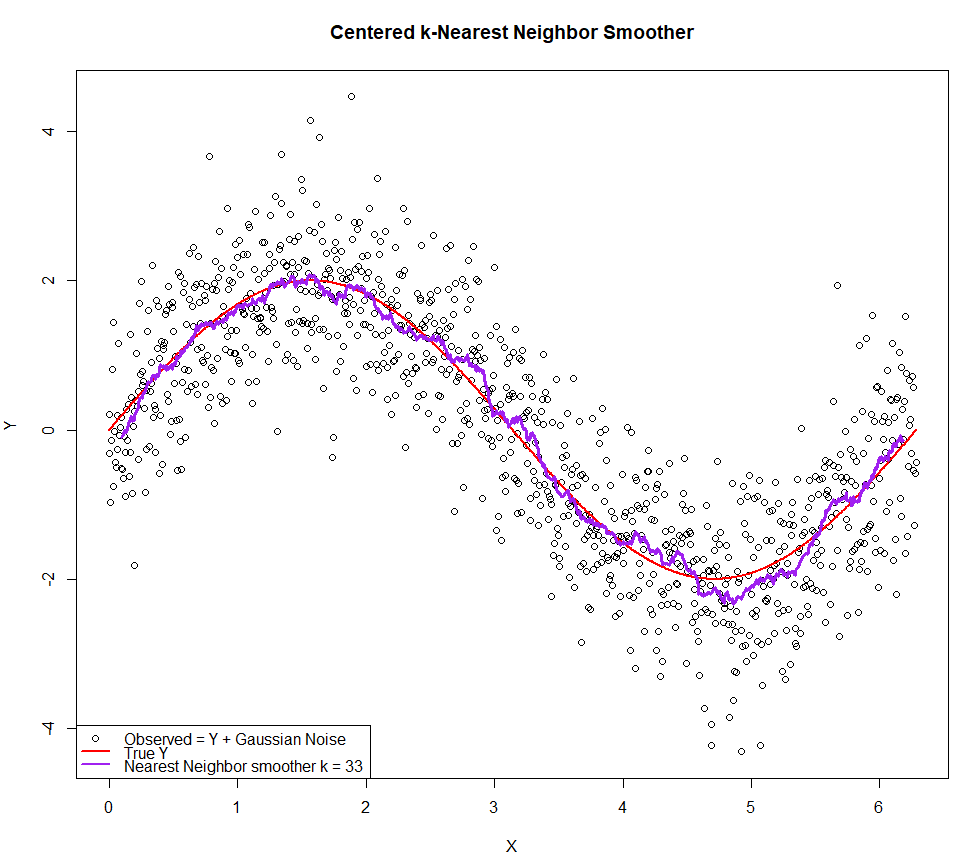 Centered k-Nearest Neighbor Smoother
4
2
0
-2
-4
Y
Observed = Y + Gaussian Noise
True Y
Nearest Neighbor smoother k = 33
0 1 2 3 4 5 6
X